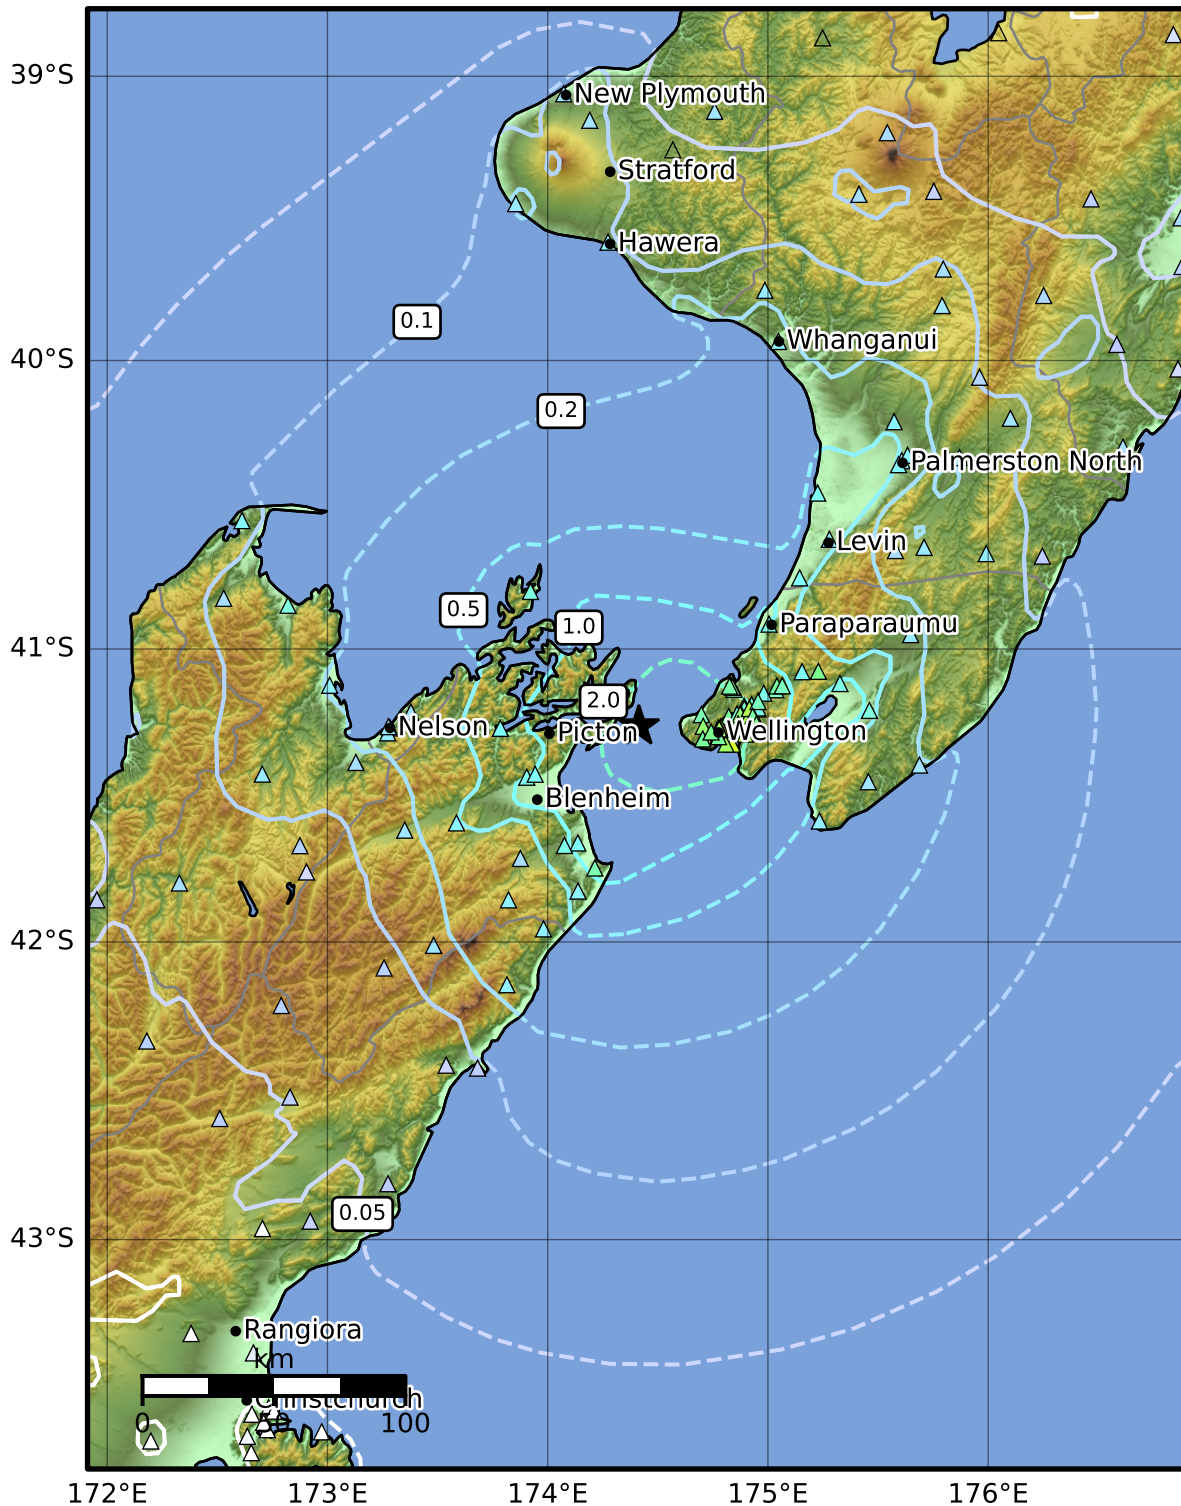 39°S
New Plymouth
Stratford
Hawera
0.1
Whanganui
40°S
0.2
Palmerston North
Levin
0.5
1.0
Paraparaumu
41°S
2.0
Nelson
Picton
Wellington
Blenheim
42°S
0.05
43°S
Rangiora
km
Christchurch
0
50
100
172°E
173°E
174°E
175°E
176°E